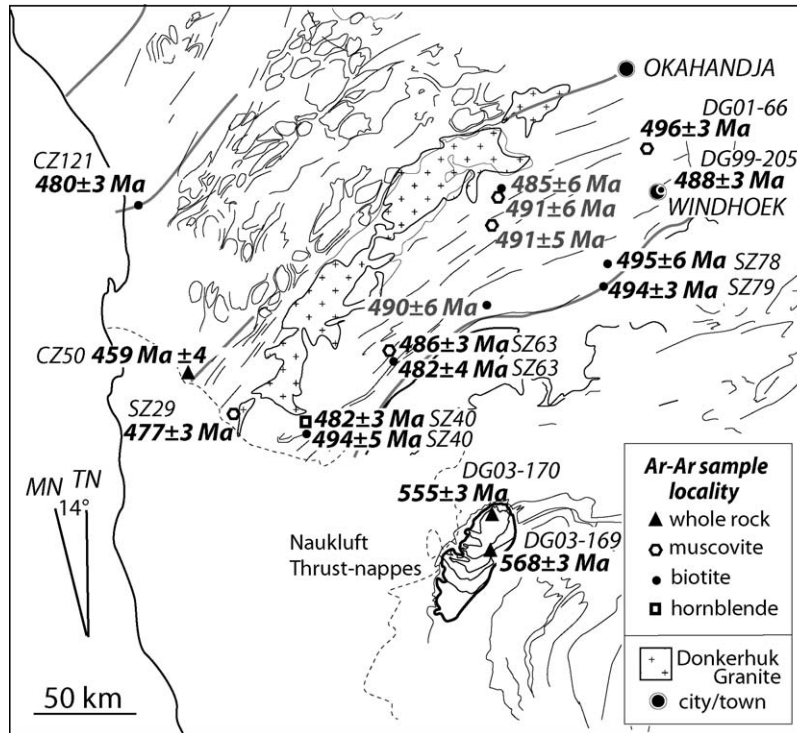 OKAHANDJA
DG01-66
496±3 Ma
DG99-205
488±3 Ma
WINDHOEK
CZ121
480±3 Ma
485±6 Ma
491±6 Ma
491±5 Ma
495±6 Ma SZ78
494±3 Ma SZ79
490±6 Ma
486±3 Ma SZ63
482±4 Ma SZ63
CZ50 459 Ma ±4
SZ29
477±3 Ma
482±3 Ma SZ40
494±5 Ma SZ40
DG03-170
555±3 Ma
DG03-169
568±3 Ma
Naukluft
Thrust-nappes
MN TN
14°
50 km
Ar-Ar sample
locality
whole rock
muscovite
biotite
hornblende
Donkerhuk
Granite
city/town